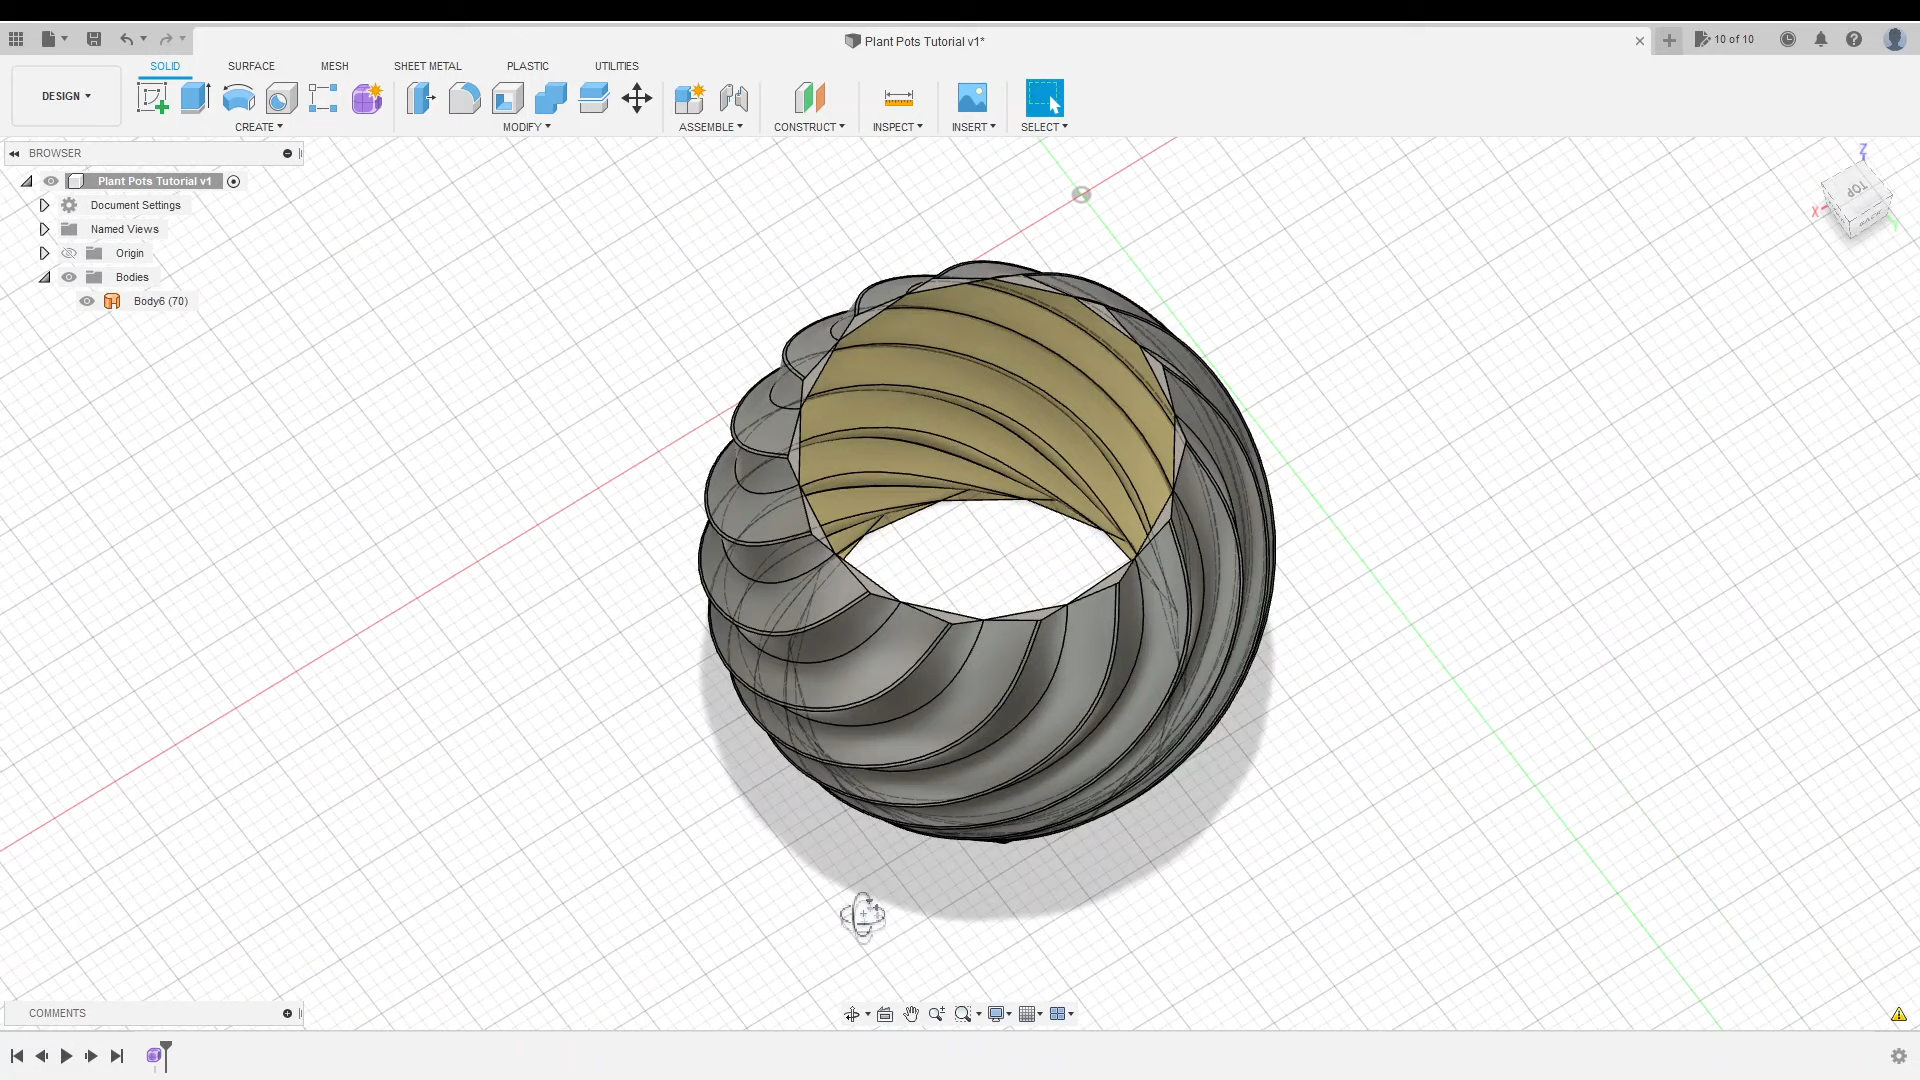 Plant Pots Tutorial v1*
10 of 10
SOLID SURFACE MESH SHEET METAL PLASTIC UTILITIES
DESIGN
CREATE MODIFY ASSEMBLE CONSTRUCT INSPECT INSERT SELECT
BROWSER
Plant Pots Tutorial v1
Document Settings
Named Views
Origin
Bodies
Body6 (70)
Z
TOP
BACK
X
Y
COMMENTS